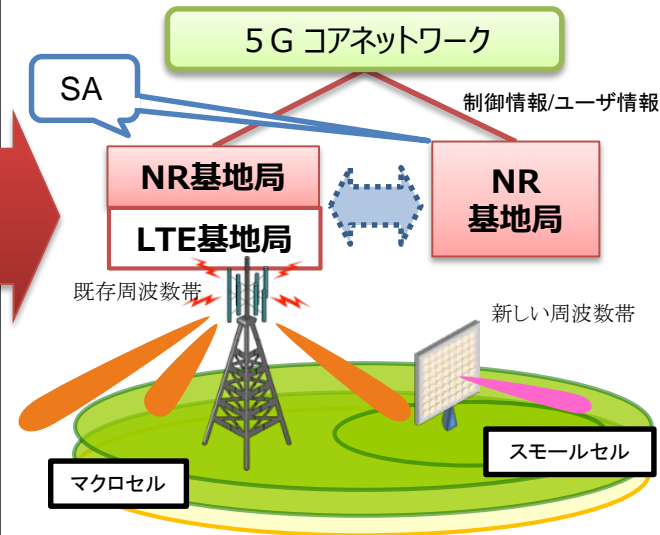 5G コアネットワーク
SA
制御情報/ユーザ情報
NR基地局
LTE基地局
NR
基地局
既存周波数帯
新しい周波数帯
スモールセル
マクロセル